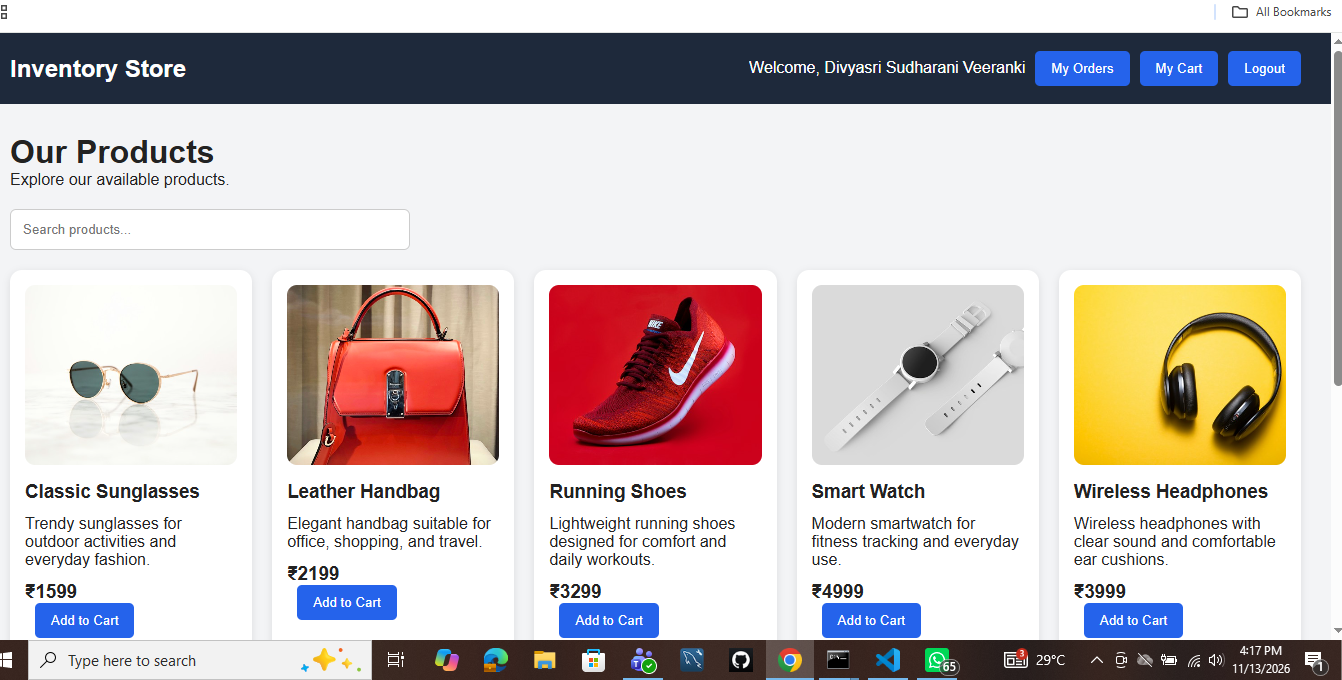 All Bookmarks
Inventory Store
Welcome, Divyasri Sudharani Veeranki
My Orders
My Cart
Logout
Our Products
Explore our available products.
Search products...
NIKE
Classic Sunglasses
Trendy sunglasses for
outdoor activities and
everyday fashion.
₹1599
Add to Cart
Leather Handbag
Elegant handbag suitable for
office, shopping, and travel.
₹2199
Add to Cart
Running Shoes
Lightweight running shoes
designed for comfort and
daily workouts.
₹3299
Add to Cart
Smart Watch
Modern smartwatch for
fitness tracking and everyday
use.
₹4999
Add to Cart
Wireless Headphones
Wireless headphones with
clear sound and comfortable
ear cushions.
₹3999
Add to Cart
Type here to search
65
3
29°C
4:17 PM
11/13/2026
1